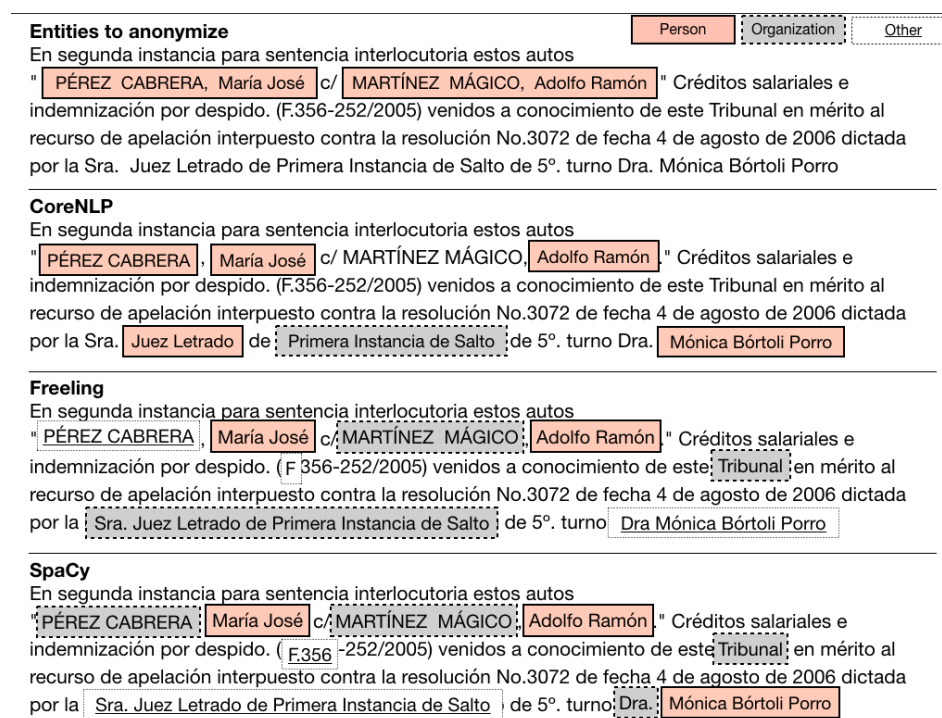 Entities to anonymize Person Organization Other
En segunda instancia para sentencia interlocutoria estos autos
" PÉREZ CABRERA, María José c/ MARTÍNEZ MÁGICO, Adolfo Ramón " Créditos salariales e
indemnización por despido. (F.356-252/2005) venidos a conocimiento de este Tribunal en mérito al
recurso de apelación interpuesto contra la resolución No.3072 de fecha 4 de agosto de 2006 dictada
por la Sra. Juez Letrado de Primera Instancia de Salto de 5º. turno Dra. Mónica Bórtoli Porro
CoreNLP
En segunda instancia para sentencia interlocutoria estos autos
" PÉREZ CABRERA , María José c/ MARTÍNEZ MÁGICO, Adolfo Ramón ." Créditos salariales e
indemnización por despido. (F.356-252/2005) venidos a conocimiento de este Tribunal en mérito al
recurso de apelación interpuesto contra la resolución No.3072 de fecha 4 de agosto de 2006 dictada
por la Sra. Juez Letrado de Primera Instancia de Salto de 5º. turno Dra. Mónica Bórtoli Porro
Freeling
En segunda instancia para sentencia interlocutoria estos autos
" PÉREZ CABRERA , María José c/ MARTÍNEZ MÁGICO , Adolfo Ramón ." Créditos salariales e
indemnización por despido. ( F 356-252/2005) venidos a conocimiento de este Tribunal en mérito al
recurso de apelación interpuesto contra la resolución No.3072 de fecha 4 de agosto de 2006 dictada
por la Sra. Juez Letrado de Primera Instancia de Salto de 5º. turno Dra Mónica Bórtoli Porro
SpaCy
En segunda instancia para sentencia interlocutoria estos autos
" PÉREZ CABRERA María José c/ MARTÍNEZ MÁGICO , Adolfo Ramón ." Créditos salariales e
indemnización por despido. ( F.356 -252/2005) venidos a conocimiento de este Tribunal en mérito al
recurso de apelación interpuesto contra la resolución No.3072 de fecha 4 de agosto de 2006 dictada
por la Sra. Juez Letrado de Primera Instancia de Salto de 5º. turno Dra. Mónica Bórtoli Porro